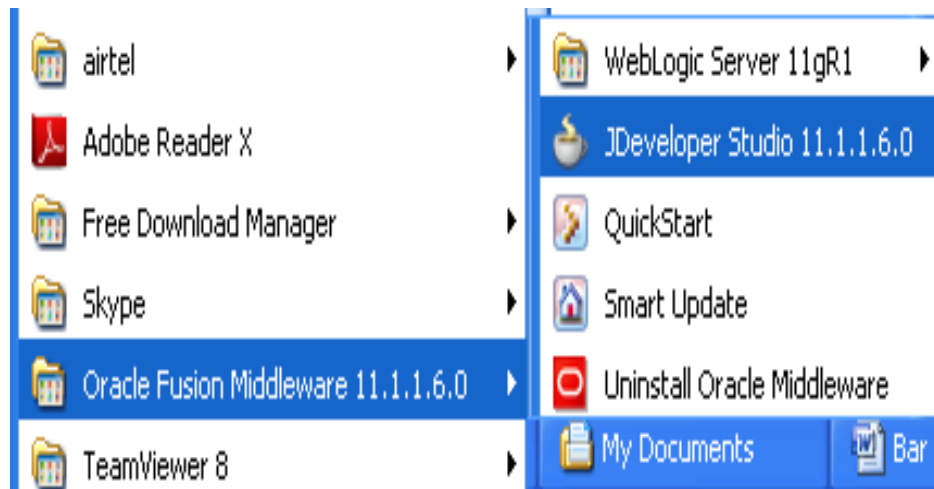 airtel
Adobe Reader X
Free Download Manager
Skype
Oracle Fusion Middleware 11.1.1.6.0
TeamViewer 8
WebLogic Server 11gR1
JDeveloper Studio 11.1.1.6.0
QuickStart
Smart Update
Uninstall Oracle Middleware
My Documents
Bar